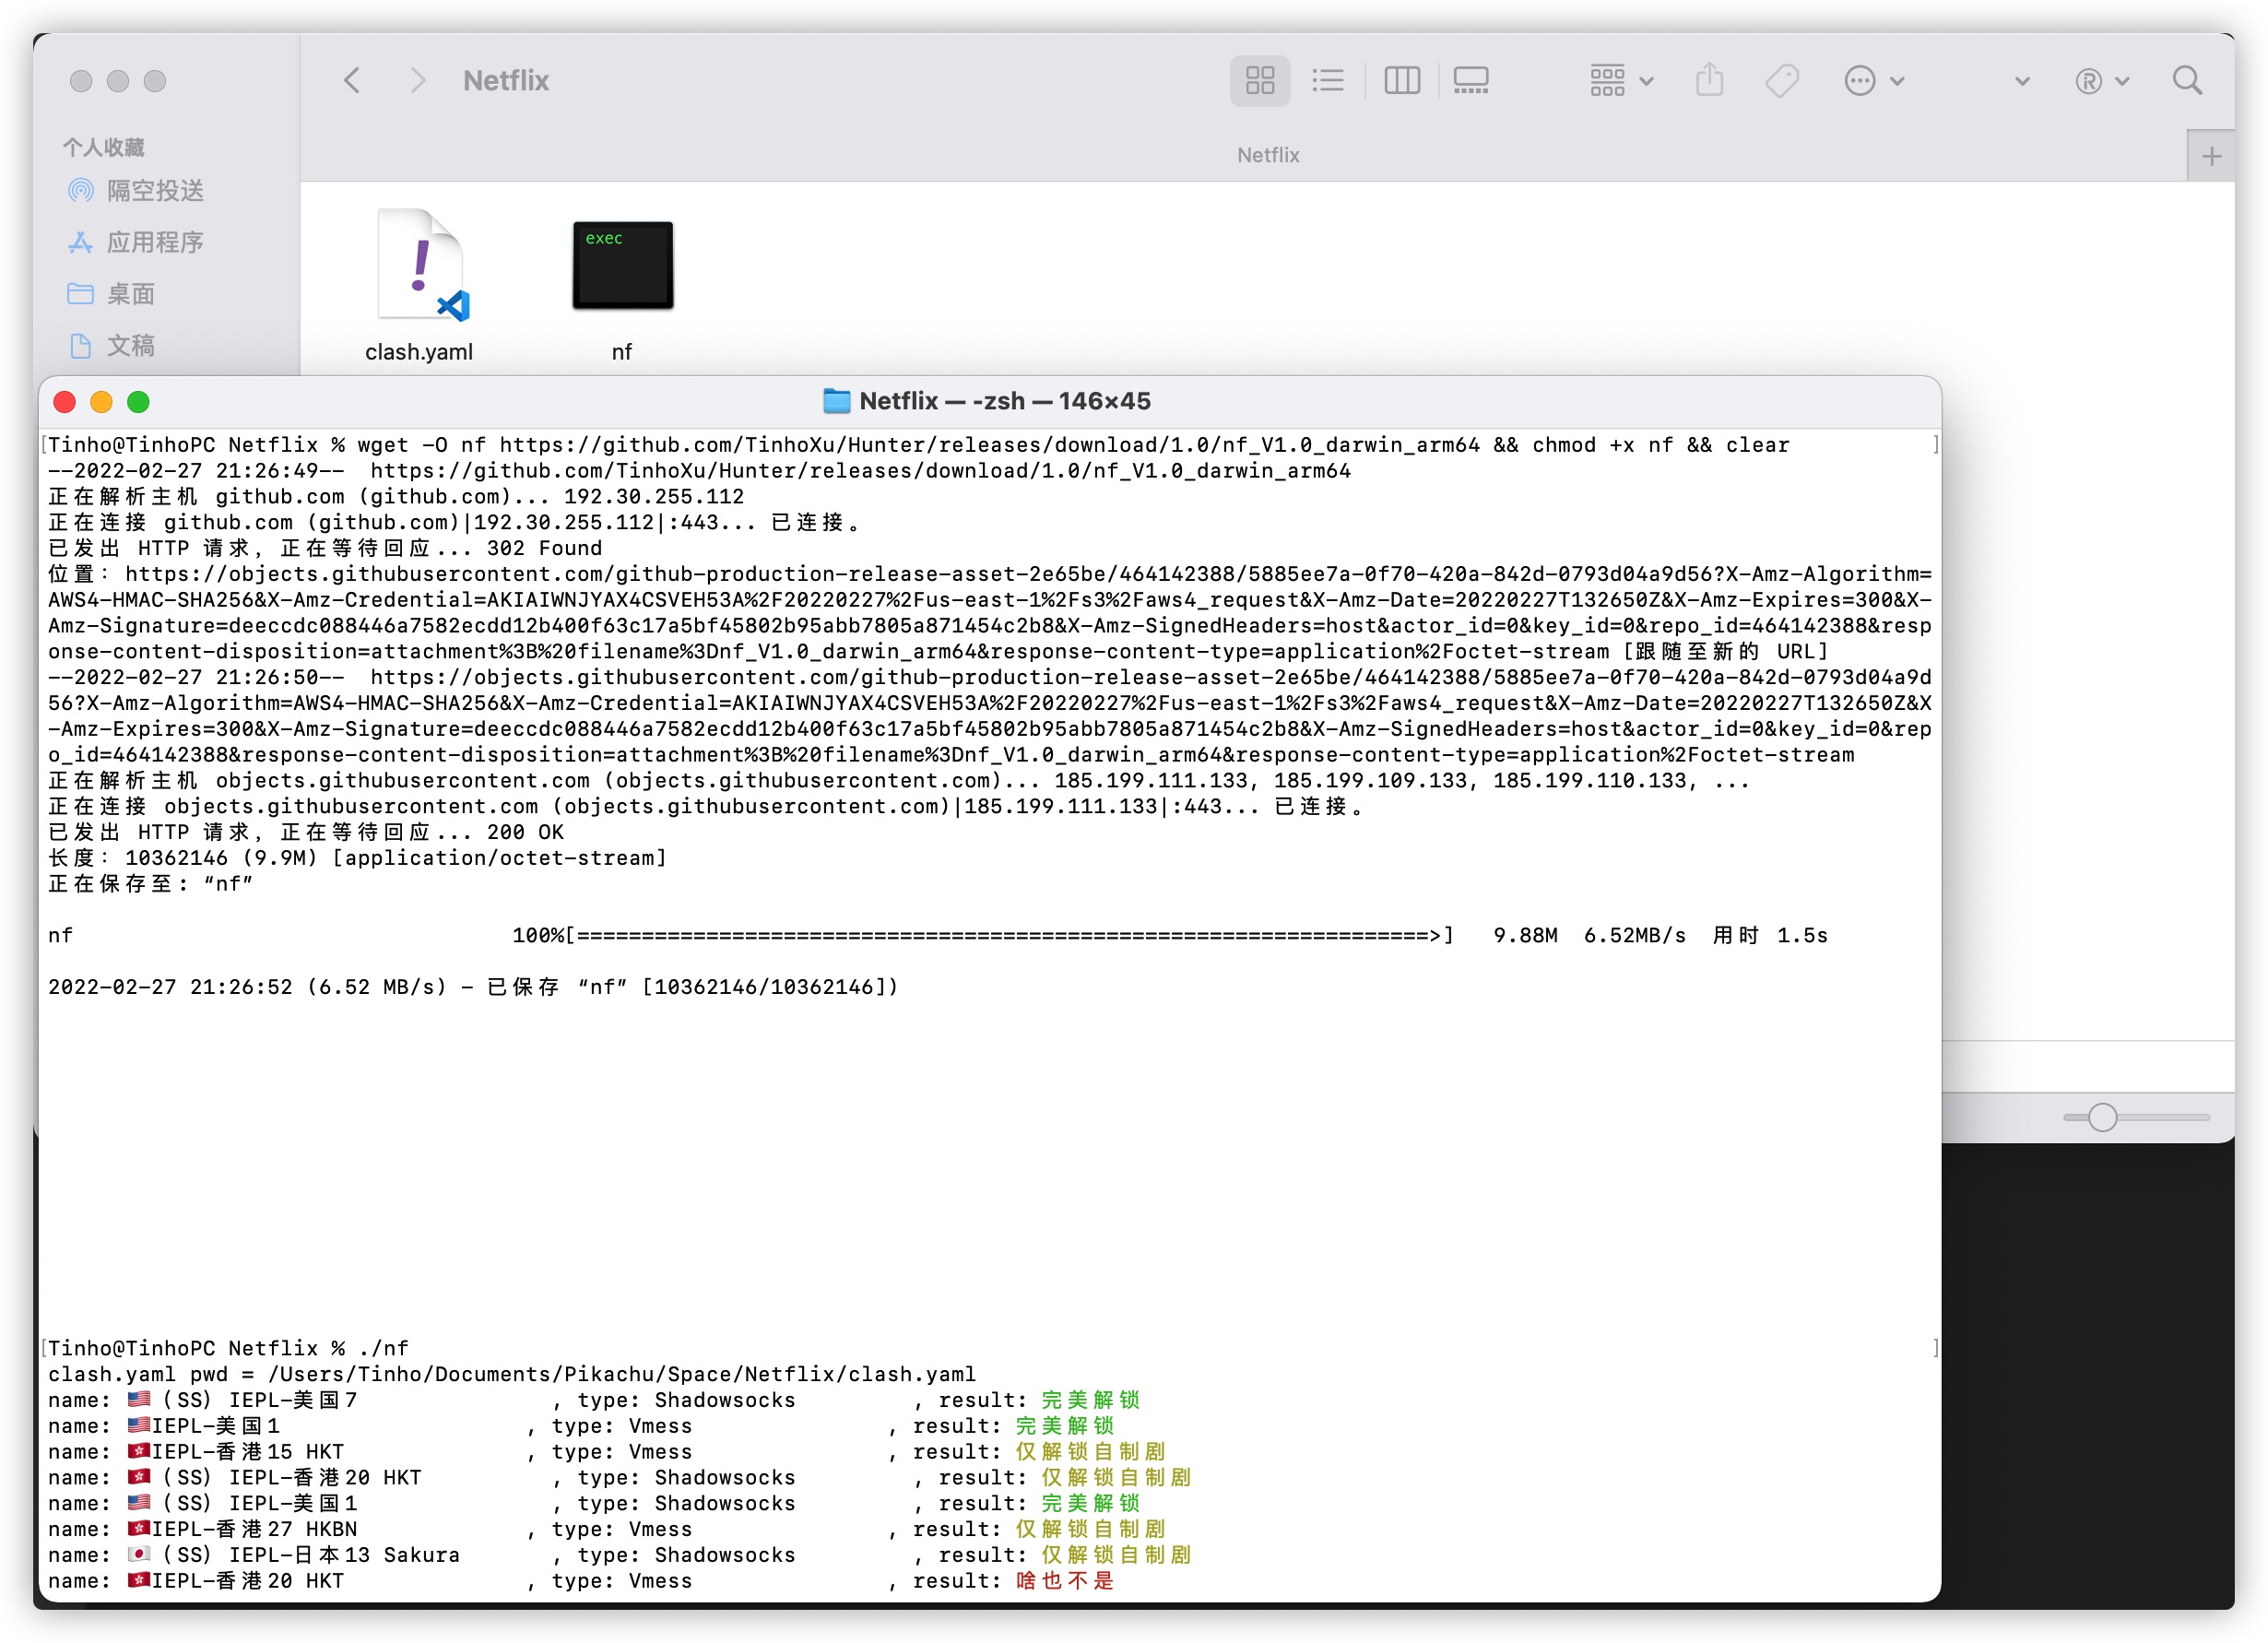 Netflix
Netflix
个人收藏
隔空投送
应用程序
桌面
文稿
exec
clash.yaml
nf
Netflix — -zsh — 146×45
Tinho@TinhoPC Netflix % wget -O nf https://github.com/TinhoXu/Hunter/releases/download/1.0/nf_V1.0_darwin_arm64 && chmod +x nf && clear
--2022-02-27 21:26:49--  https://github.com/TinhoXu/Hunter/releases/download/1.0/nf_V1.0_darwin_arm64
正在解析主机 github.com (github.com)... 192.30.255.112
正在连接 github.com (github.com)|192.30.255.112|:443... 已连接。
已发出 HTTP 请求，正在等待回应... 302 Found
位置：https://objects.githubusercontent.com/github-production-release-asset-2e65be/464142388/5885ee7a-0f70-420a-842d-0793d04a9d56?X-Amz-Algorithm=
AWS4-HMAC-SHA256&X-Amz-Credential=AKIAIWNJYAX4CSVEH53A%2F20220227%2Fus-east-1%2Fs3%2Faws4_request&X-Amz-Date=20220227T132650Z&X-Amz-Expires=300&X-
Amz-Signature=deeccdc088446a7582ecdd12b400f63c17a5bf45802b95abb7805a871454c2b8&X-Amz-SignedHeaders=host&actor_id=0&key_id=0&repo_id=464142388&resp
onse-content-disposition=attachment%3B%20filename%3Dnf_V1.0_darwin_arm64&response-content-type=application%2Foctet-stream [跟随至新的 URL]
--2022-02-27 21:26:50--  https://objects.githubusercontent.com/github-production-release-asset-2e65be/464142388/5885ee7a-0f70-420a-842d-0793d04a9d
56?X-Amz-Algorithm=AWS4-HMAC-SHA256&X-Amz-Credential=AKIAIWNJYAX4CSVEH53A%2F20220227%2Fus-east-1%2Fs3%2Faws4_request&X-Amz-Date=20220227T132650Z&X
-Amz-Expires=300&X-Amz-Signature=deeccdc088446a7582ecdd12b400f63c17a5bf45802b95abb7805a871454c2b8&X-Amz-SignedHeaders=host&actor_id=0&key_id=0&rep
o_id=464142388&response-content-disposition=attachment%3B%20filename%3Dnf_V1.0_darwin_arm64&response-content-type=application%2Foctet-stream
正在解析主机 objects.githubusercontent.com (objects.githubusercontent.com)... 185.199.111.133, 185.199.109.133, 185.199.110.133, ...
正在连接 objects.githubusercontent.com (objects.githubusercontent.com)|185.199.111.133|:443... 已连接。
已发出 HTTP 请求，正在等待回应... 200 OK
长度：10362146 (9.9M) [application/octet-stream]
正在保存至: “nf”
nf 100%[==================================================================>] 9.88M 6.52MB/s 用时 1.5s
2022-02-27 21:26:52 (6.52 MB/s) - 已保存 “nf” [10362146/10362146])
Tinho@TinhoPC Netflix % ./nf
clash.yaml pwd = /Users/Tinho/Documents/Pikachu/Space/Netflix/clash.yaml
name: 🇺🇸 (SS) IEPL-美国7 , type: Shadowsocks , result: 完美解锁
name: 🇺🇸IEPL-美国1 , type: Vmess , result: 完美解锁
name: 🇭🇰IEPL-香港15 HKT , type: Vmess , result: 仅解锁自制剧
name: 🇭🇰 (SS) IEPL-香港20 HKT , type: Shadowsocks , result: 仅解锁自制剧
name: 🇺🇸 (SS) IEPL-美国1 , type: Shadowsocks , result: 完美解锁
name: 🇭🇰IEPL-香港27 HKBN , type: Vmess , result: 仅解锁自制剧
name: 🇯🇵 (SS) IEPL-日本13 Sakura , type: Shadowsocks , result: 仅解锁自制剧
name: 🇭🇰IEPL-香港20 HKT , type: Vmess , result: 啥也不是